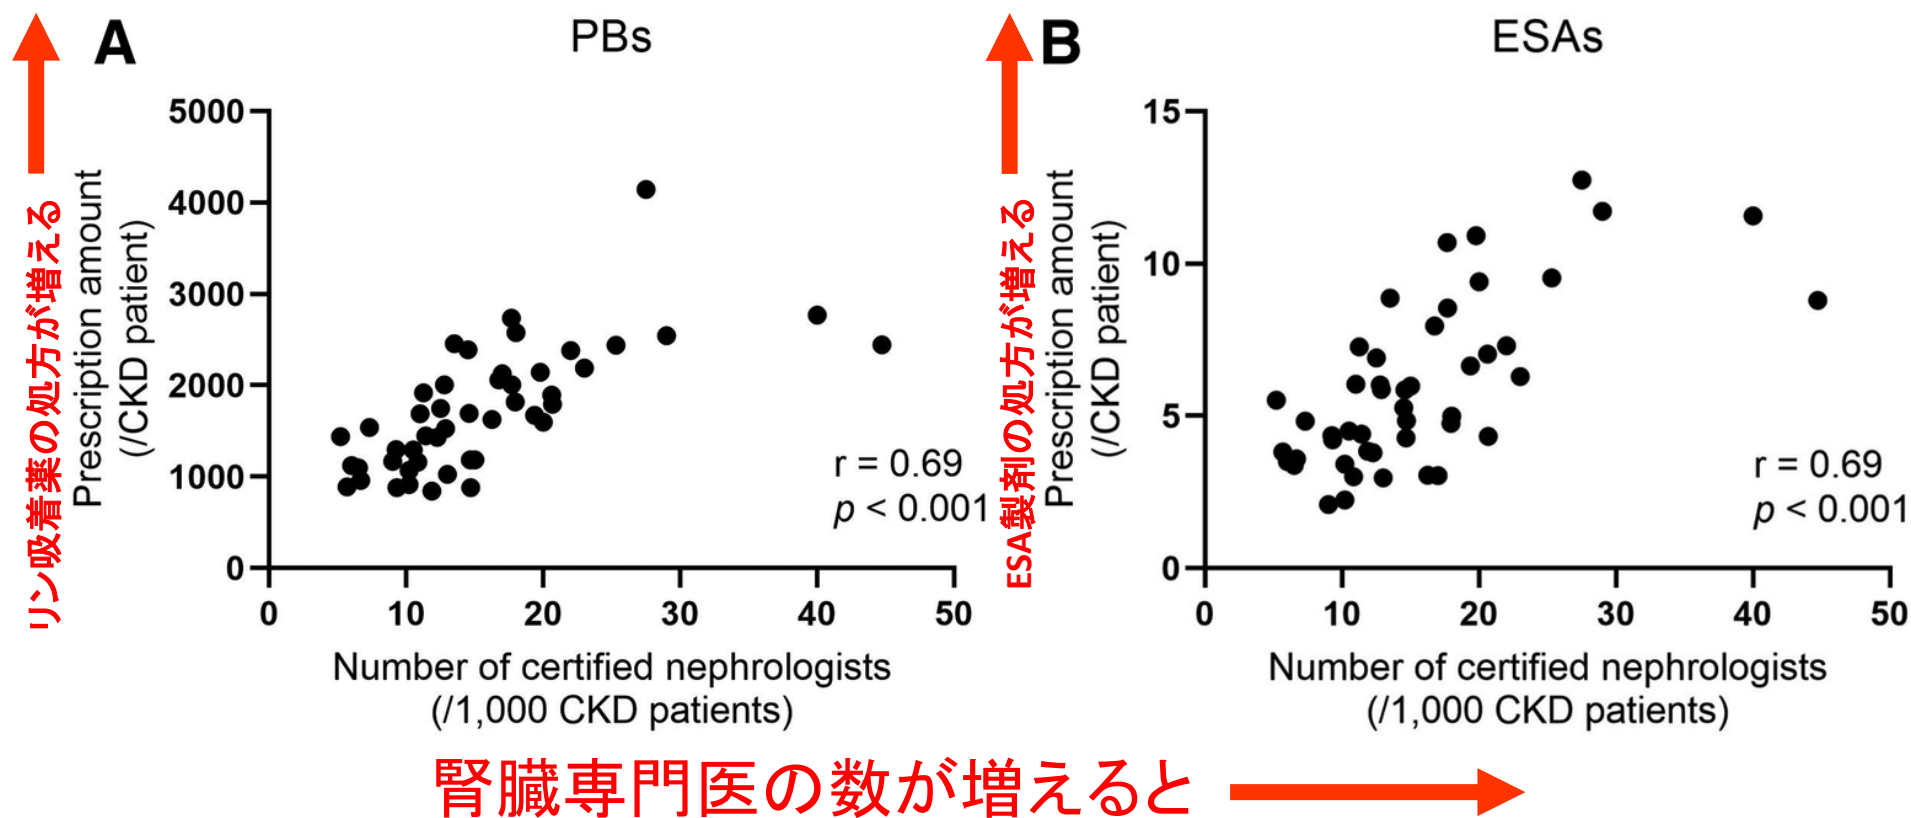 A
PBs
5000
4000
3000
2000
1000
0
0 10 20 30 40 50
Prescription amount
(/CKD patient)
リン吸着薬の処方が増える
r = 0.69
p < 0.001
Number of certified nephrologists
(/1,000 CKD patients)
B
ESAs
15
10
5
0
0 10 20 30 40 50
Prescription amount
(/CKD patient)
ESA製剤の処方が増える
r = 0.69
p < 0.001
Number of certified nephrologists
(/1,000 CKD patients)
腎臓専門医の数が増えると